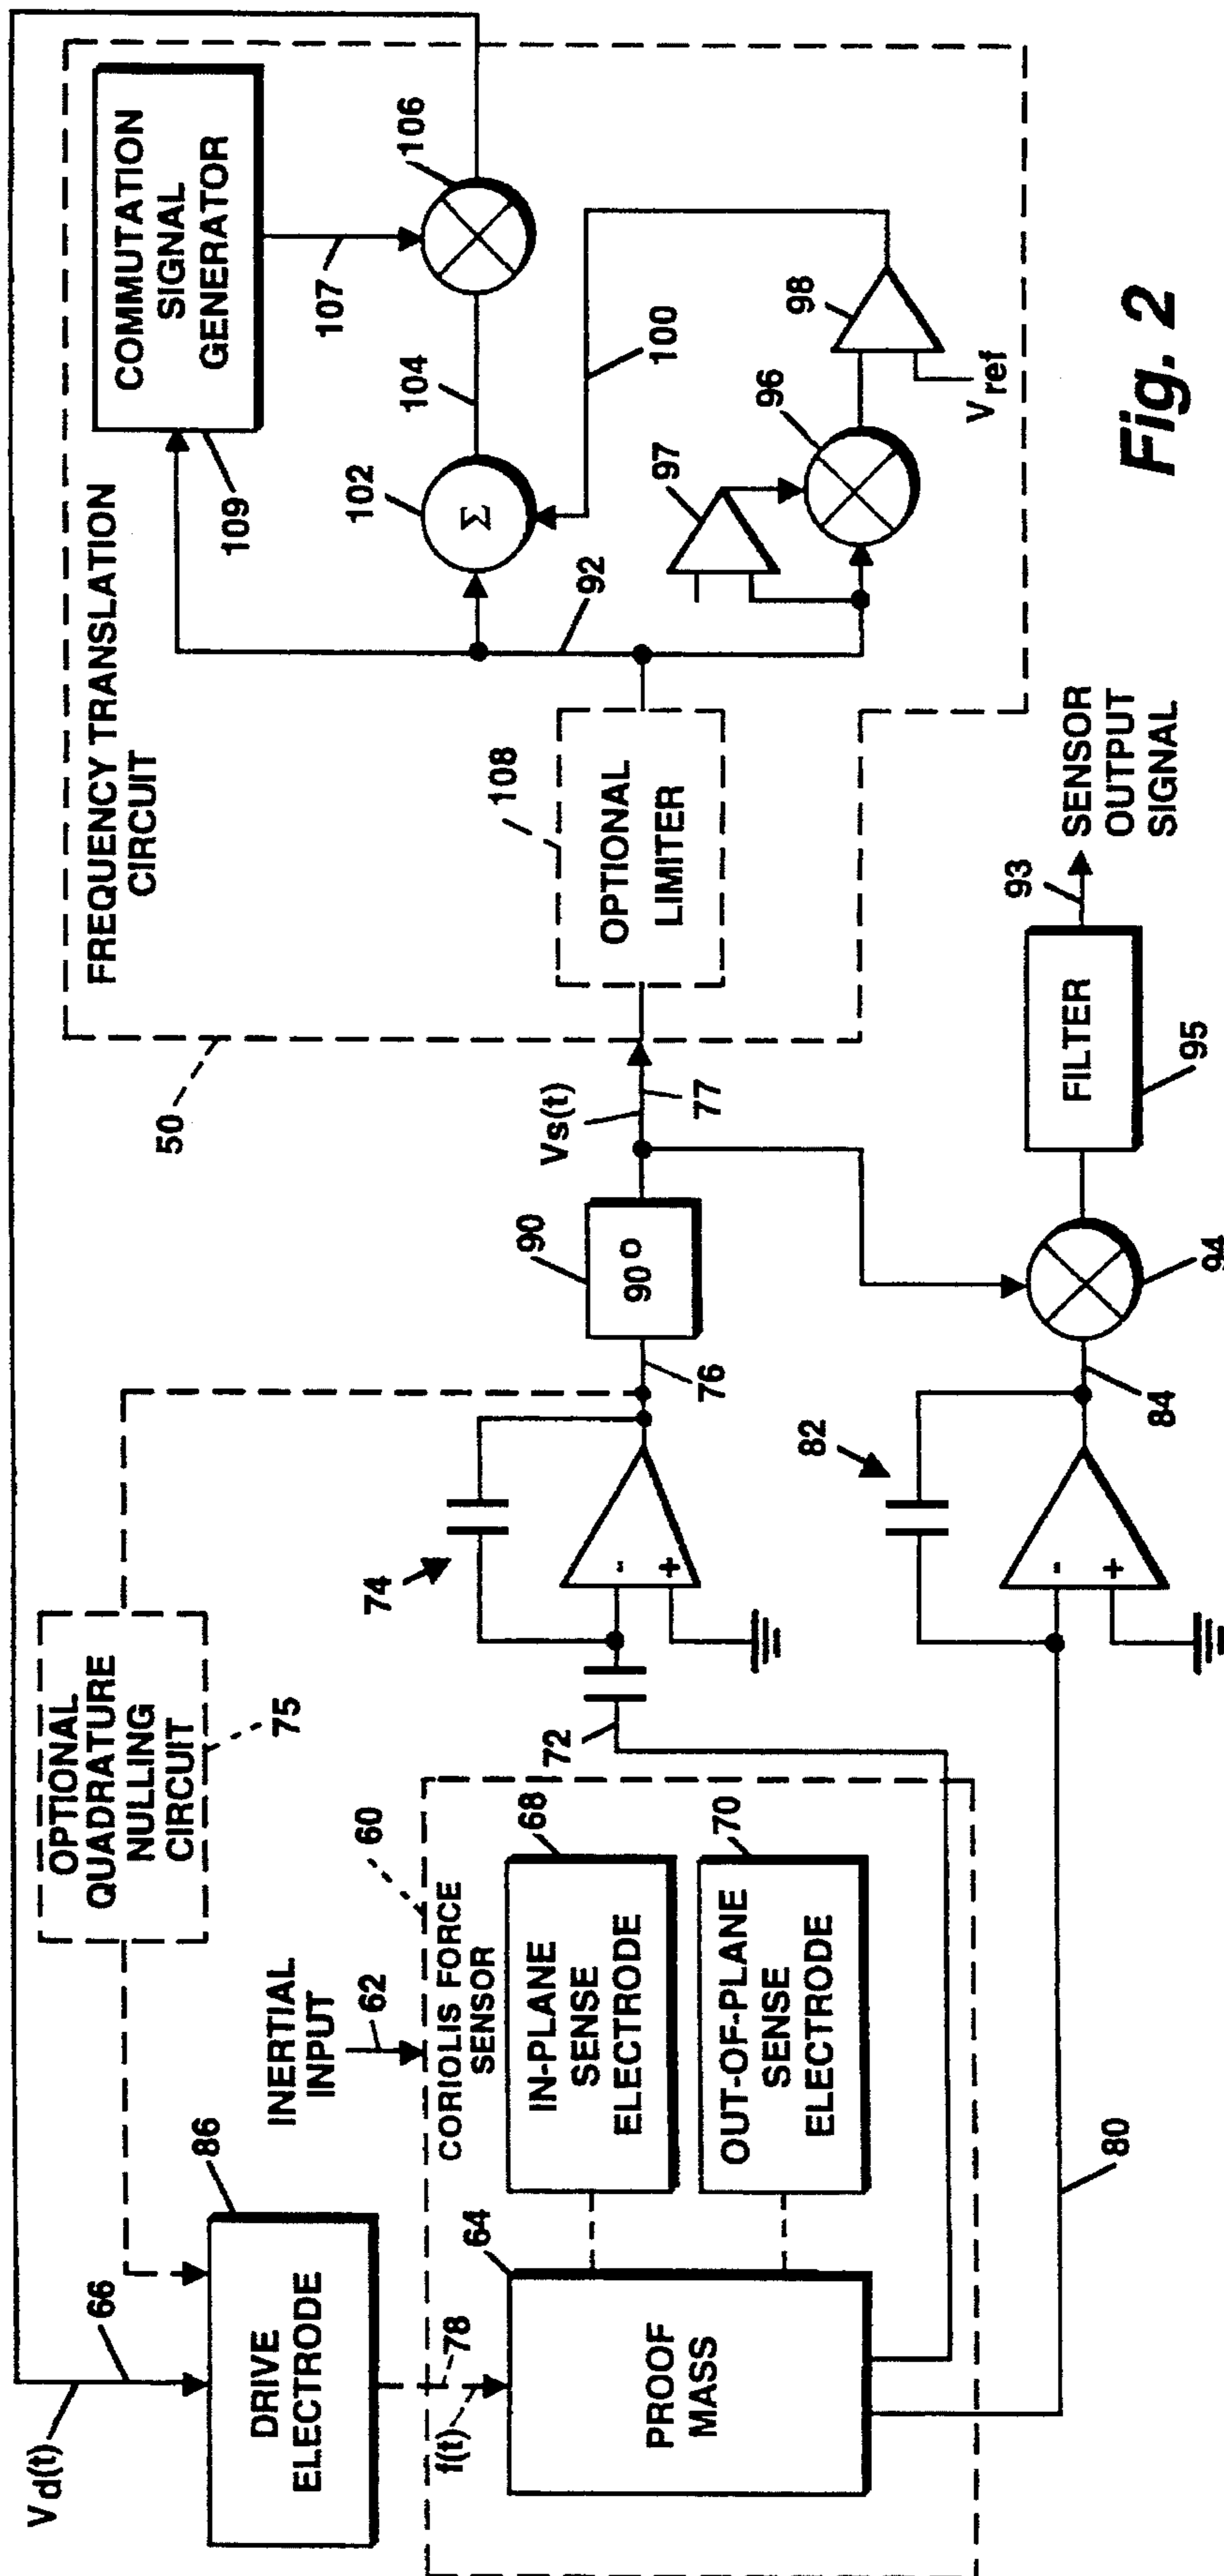 Vd(t)
66
86
DRIVE
ELECTRODE
f(t)
78
OPTIONAL
QUADRATURE
NULLING
CIRCUIT
75
INERTIAL
INPUT
62
60
CORIOLIS FORCE
SENSOR
64
PROOF
MASS
68
IN-PLANE
SENSE
ELECTRODE
70
OUT-OF-PLANE
SENSE
ELECTRODE
72
74
-
+
76
80
82
-
+
84
90
90°
Vs(t)
77
94
FILTER
95
93
SENSOR
OUTPUT
SIGNAL
50
FREQUENCY TRANSLATION
CIRCUIT
108
OPTIONAL
LIMITER
92
109
COMMUTATION
SIGNAL
GENERATOR
107
102
Σ
104
106
97
96
98
100
Vref
Fig. 2